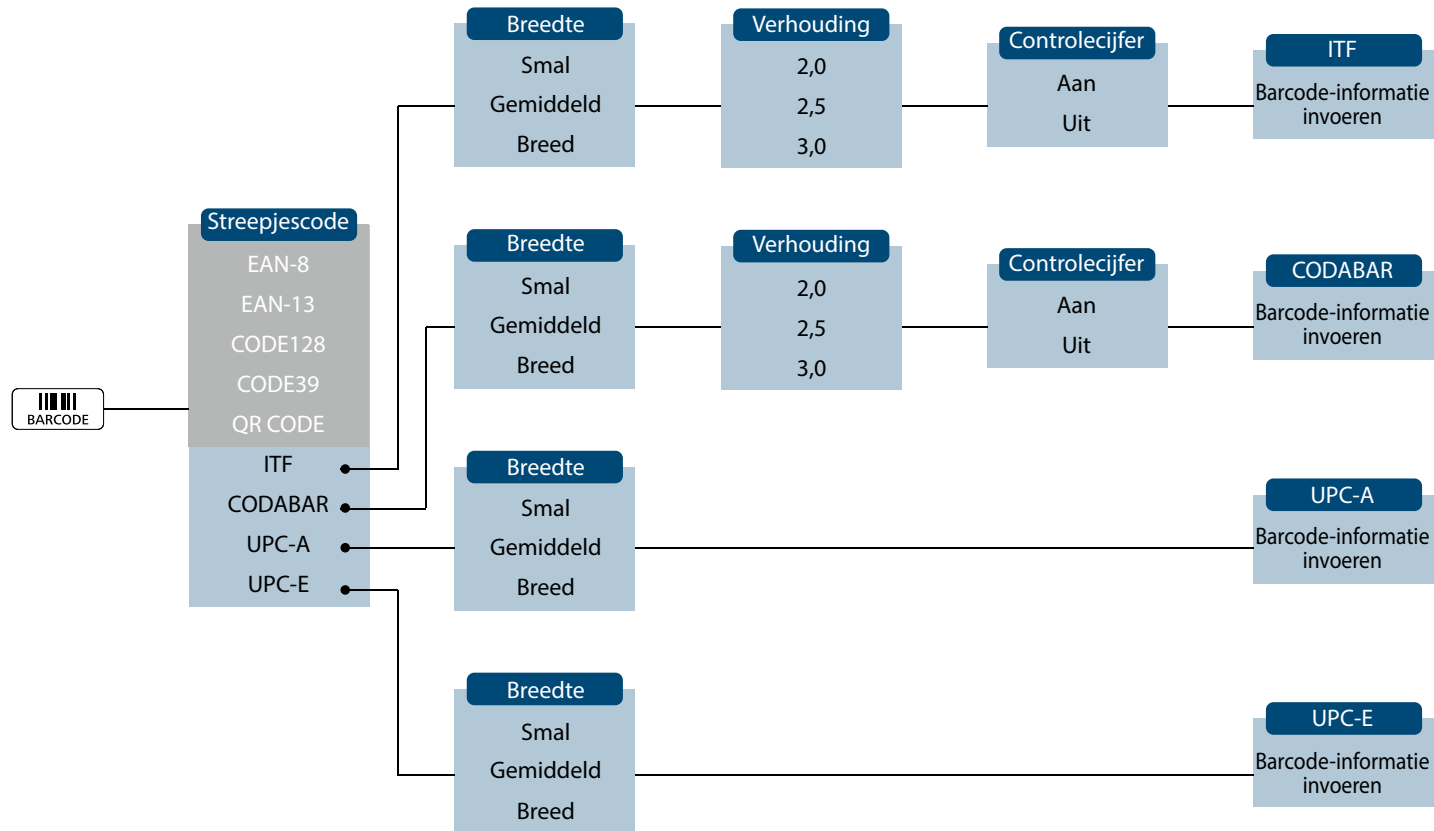 BARCODE
Streepjescode
EAN-8
EAN-13
CODE128
CODE39
QR CODE
ITF
CODABAR
UPC-A
UPC-E
Breedte
Smal
Gemiddeld
Breed
Verhouding
2,0
2,5
3,0
Controlecijfer
Aan
Uit
ITF
Barcode-informatie
invoeren
Breedte
Smal
Gemiddeld
Breed
Verhouding
2,0
2,5
3,0
Controlecijfer
Aan
Uit
CODABAR
Barcode-informatie
invoeren
Breedte
Smal
Gemiddeld
Breed
UPC-A
Barcode-informatie
invoeren
Breedte
Smal
Gemiddeld
Breed
UPC-E
Barcode-informatie
invoeren